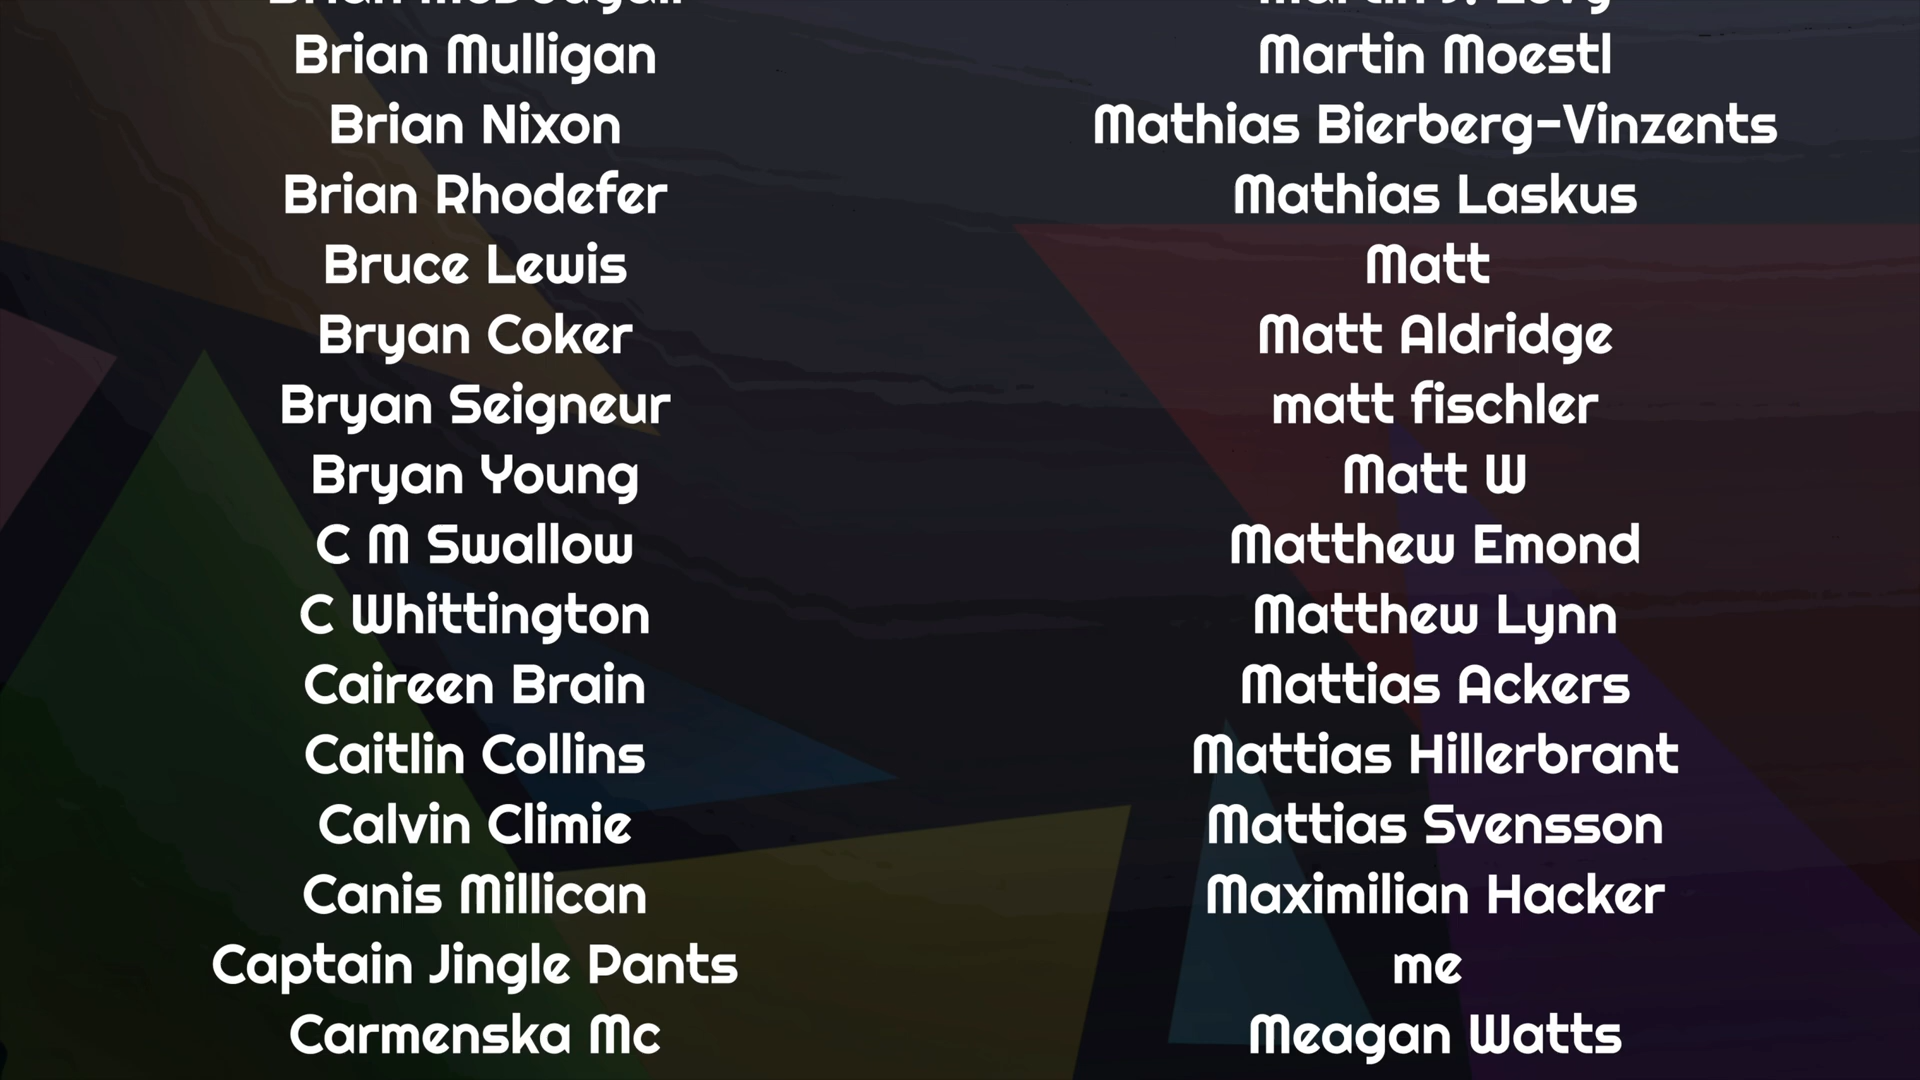 Brian Mulligan
Brian Nixon
Brian Rhodefer
Bruce Lewis
Bryan Coker
Bryan Seigneur
Bryan Young
C M Swallow
C Whittington
Caireen Brain
Caitlin Collins
Calvin Climie
Canis Millican
Captain Jingle Pants
Carmenska Mc
Martin Moestl
Mathias Bierberg-Vinzents
Mathias Laskus
Matt
Matt Aldridge
matt fischler
Matt W
Matthew Emond
Matthew Lynn
Mattias Ackers
Mattias Hillerbrant
Mattias Svensson
Maximilian Hacker
me
Meagan Watts